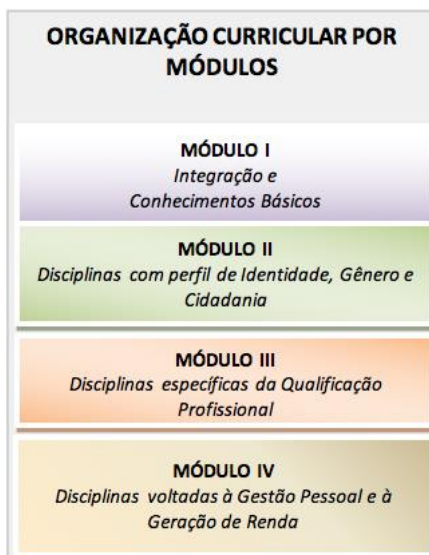 ORGANIZAÇÃO CURRICULAR POR
MÓDULOS
MÓDULO I
Integração e
Conhecimentos Básicos
MÓDULO II
Disciplinas com perfil de Identidade, Gênero e
Cidadania
MÓDULO III
Disciplinas específicas da Qualificação
Profissional
MÓDULO IV
Disciplinas voltadas à Gestão Pessoal e à
Geração de Renda